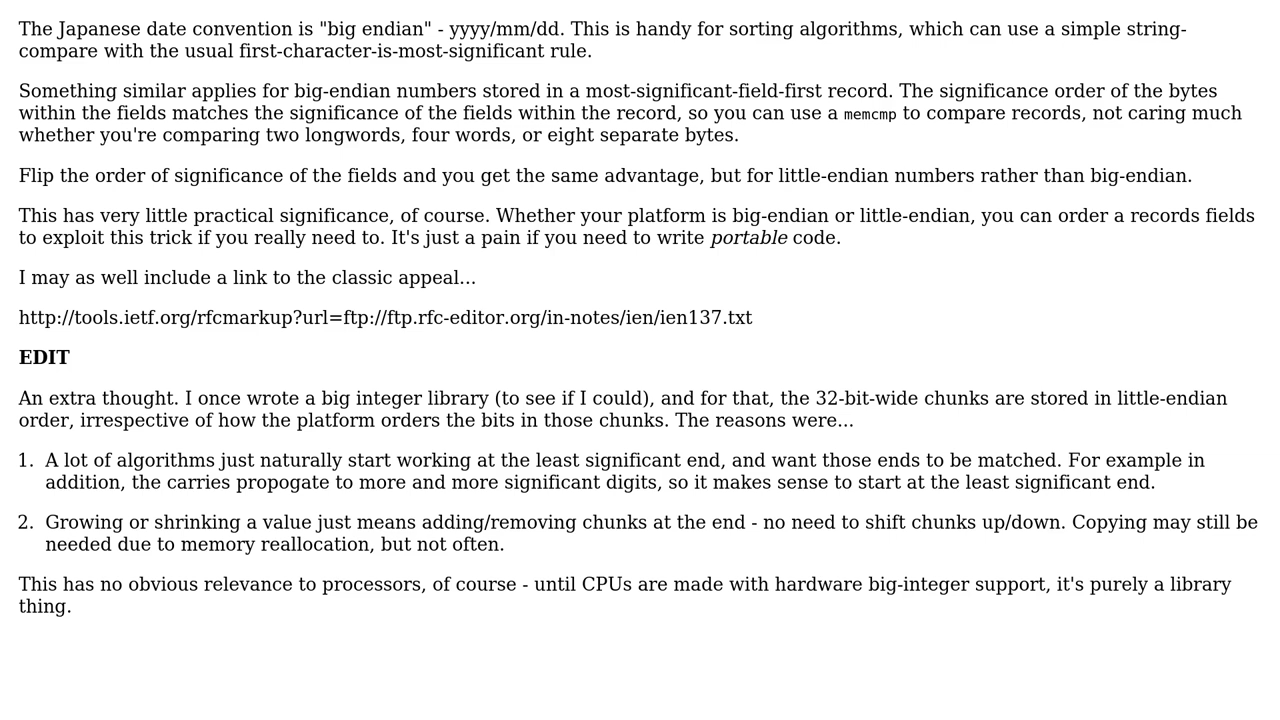 The Japanese date convention is "big endian" - yyyy/mm/dd. This is handy for sorting algorithms, which can use a simple string-
compare with the usual first-character-is-most-significant rule.
Something similar applies for big-endian numbers stored in a most-significant-field-first record. The significance order of the bytes
within the fields matches the significance of the fields within the record, so you can use a memcmp to compare records, not caring much
whether you're comparing two longwords, four words, or eight separate bytes.
Flip the order of significance of the fields and you get the same advantage, but for little-endian numbers rather than big-endian.
This has very little practical significance, of course. Whether your platform is big-endian or little-endian, you can order a records fields
to exploit this trick if you really need to. It's just a pain if you need to write portable code.
I may as well include a link to the classic appeal...
http://tools.ietf.org/rfcmarkup?url=ftp://ftp.rfc-editor.org/in-notes/ien/ien137.txt
EDIT
An extra thought. I once wrote a big integer library (to see if I could), and for that, the 32-bit-wide chunks are stored in little-endian
order, irrespective of how the platform orders the bits in those chunks. The reasons were...
1. A lot of algorithms just naturally start working at the least significant end, and want those ends to be matched. For example in
addition, the carries propogate to more and more significant digits, so it makes sense to start at the least significant end.
2. Growing or shrinking a value just means adding/removing chunks at the end - no need to shift chunks up/down. Copying may still be
needed due to memory reallocation, but not often.
This has no obvious relevance to processors, of course - until CPUs are made with hardware big-integer support, it's purely a library
thing.